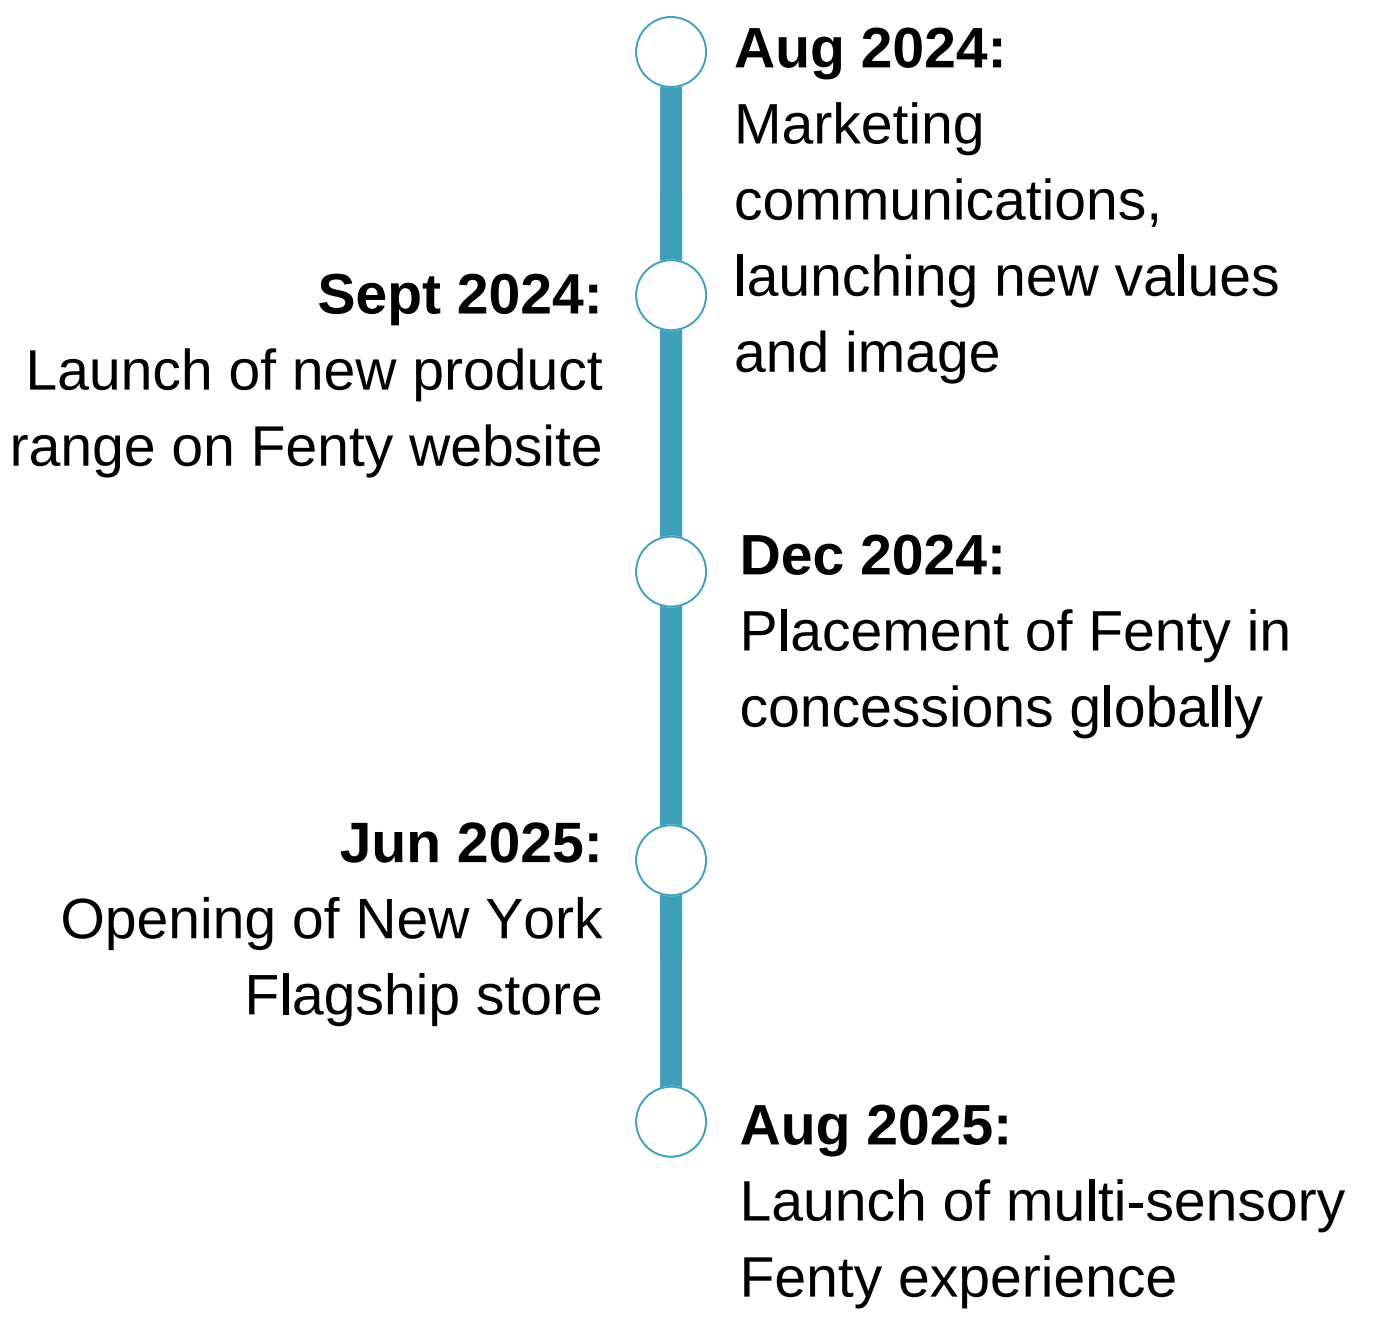 Aug 2024:
Marketing
communications,
launching new values
and image
Sept 2024:
Launch of new product
range on Fenty website
Dec 2024:
Placement of Fenty in
concessions globally
Jun 2025:
Opening of New York
Flagship store
Aug 2025:
Launch of multi-sensory
Fenty experience